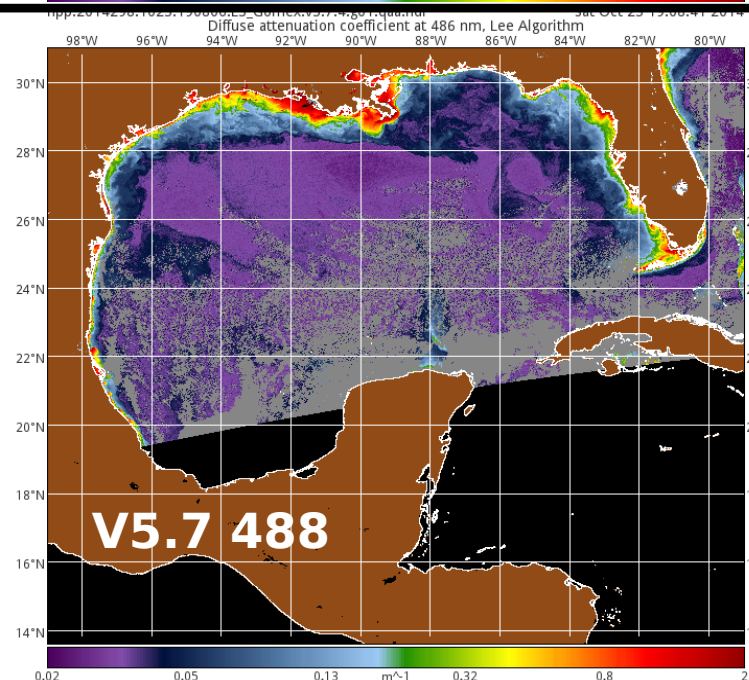 Diffuse attenuation coefficient at 486 nm, Lee Algorithm
98°W 96°W 94°W 92°W 90°W 88°W 86°W 84°W 82°W 80°W
30°N
28°N
26°N
24°N
22°N
20°N
18°N
V5.7 488
16°N
14°N
0.02 0.05 0.13 m^-1 0.32 0.8 2